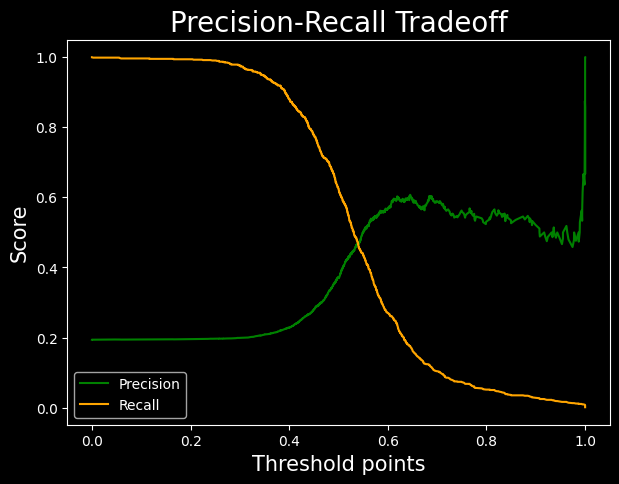 Precision-Recall Tradeoff
Score
1.0
0.8
0.6
0.4
0.2
0.0
Precision
Recall
0.0 0.2 0.4 0.6 0.8 1.0
Threshold points